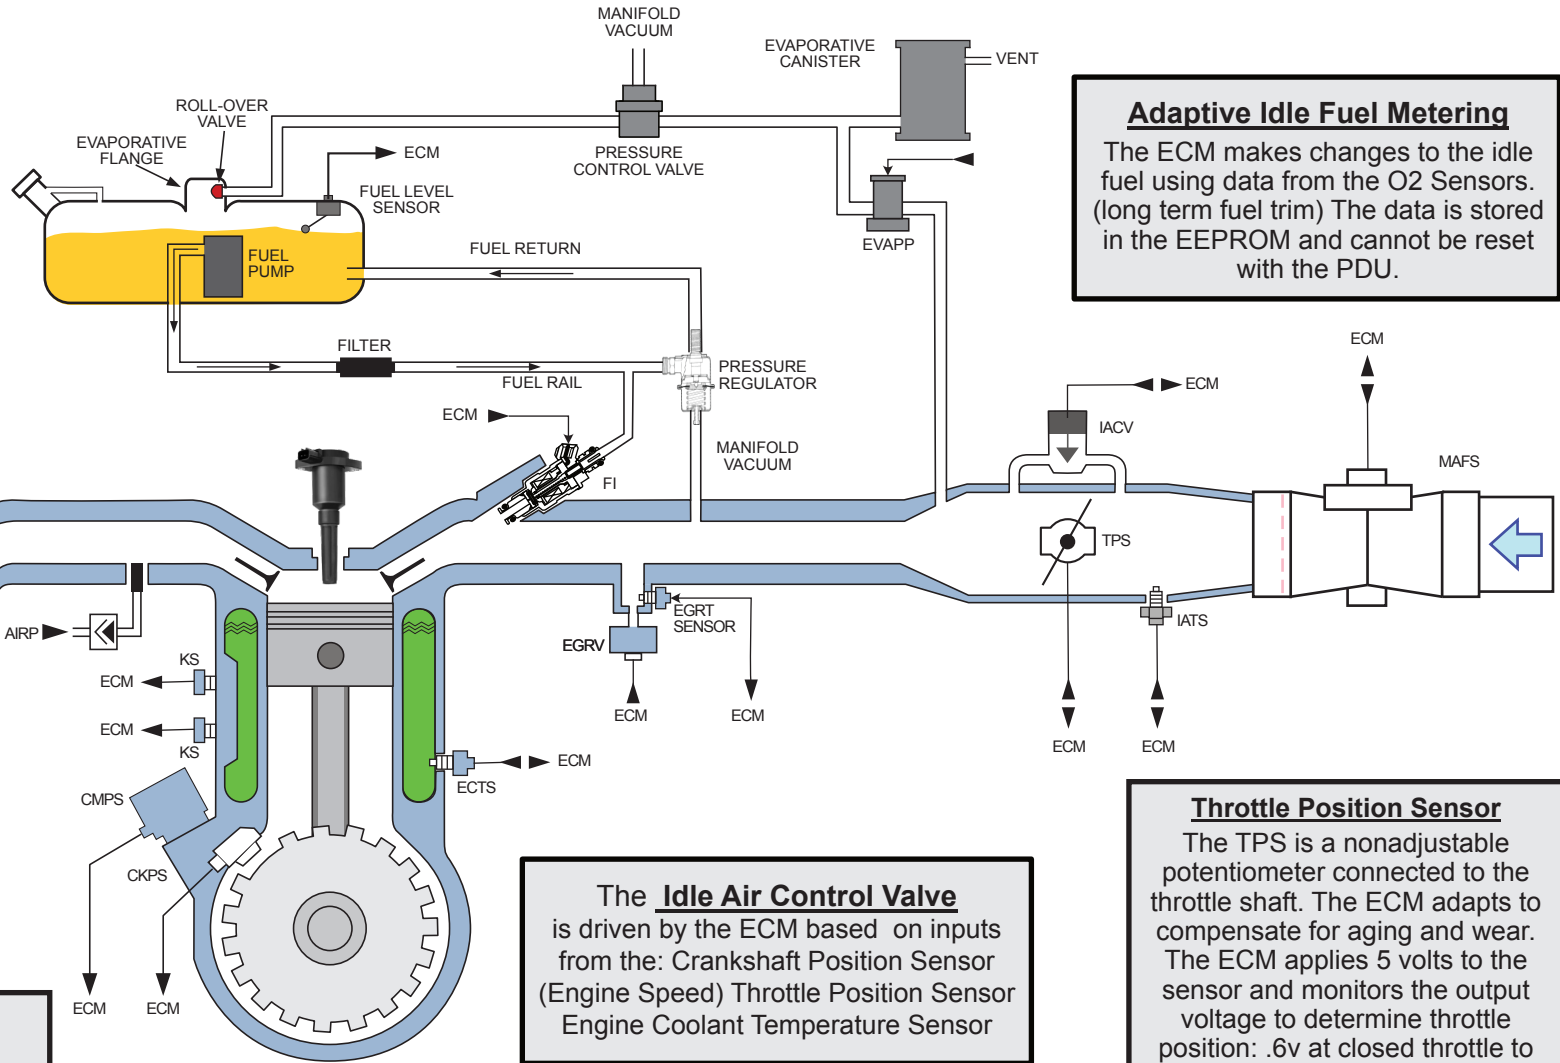 MANIFOLD
VACUUM
EVAPORATIVE
CANISTER
VENT
ROLL-OVER
VALVE
EVAPORATIVE
FLANGE
ECM
FUEL LEVEL
SENSOR
PRESSURE
CONTROL VALVE
EVAPP
FUEL
PUMP
FUEL RETURN
FILTER
FUEL RAIL
PRESSURE
REGULATOR
ECM
FI
MANIFOLD
VACUUM
Adaptive Idle Fuel Metering
The ECM makes changes to the idle
fuel using data from the O2 Sensors.
(long term fuel trim) The data is stored
in the EEPROM and cannot be reset
with the PDU.
ECM
ECM
IACV
MAFS
TPS
IATS
ECM
ECM
AIRP
KS
ECM
ECM
KS
EGRT
SENSOR
EGRV
ECM
ECM
ECM
ECTS
CMPS
CKPS
ECM
ECM
The Idle Air Control Valve
is driven by the ECM based on inputs
from the: Crankshaft Position Sensor
(Engine Speed) Throttle Position Sensor
Engine Coolant Temperature Sensor
Throttle Position Sensor
The TPS is a nonadjustable
potentiometer connected to the
throttle shaft. The ECM adapts to
compensate for aging and wear.
The ECM applies 5 volts to the
sensor and monitors the output
voltage to determine throttle
position: .6v at closed throttle to